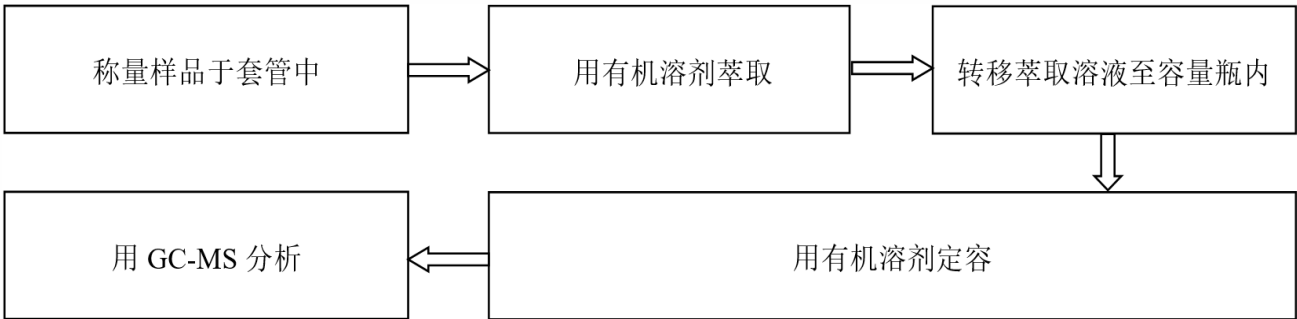 称量样品于套管中
用有机溶剂萃取
转移萃取溶液至容量瓶内
用有机溶剂定容
用 GC-MS 分析